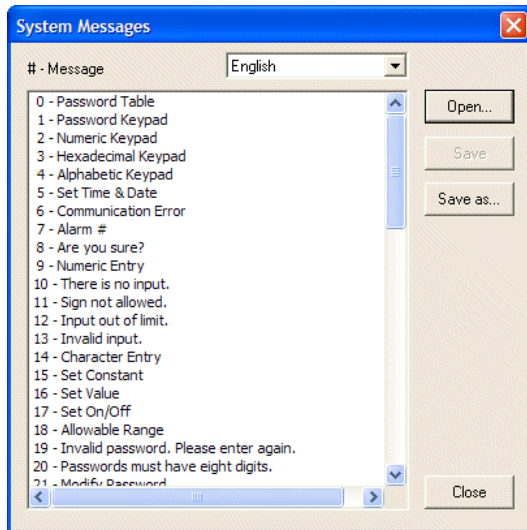 System Messages
# - Message
English
0 - Password Table
1 - Password Keypad
2 - Numeric Keypad
3 - Hexadecimal Keypad
4 - Alphabetic Keypad
5 - Set Time & Date
6 - Communication Error
7 - Alarm #
8 - Are you sure?
9 - Numeric Entry
10 - There is no input.
11 - Sign not allowed.
12 - Input out of limit.
13 - Invalid input.
14 - Character Entry
15 - Set Constant
16 - Set Value
17 - Set On/Off
18 - Allowable Range
19 - Invalid password. Please enter again.
20 - Passwords must have eight digits.
21 - Modify Password
Open...
Save
Save as...
Close